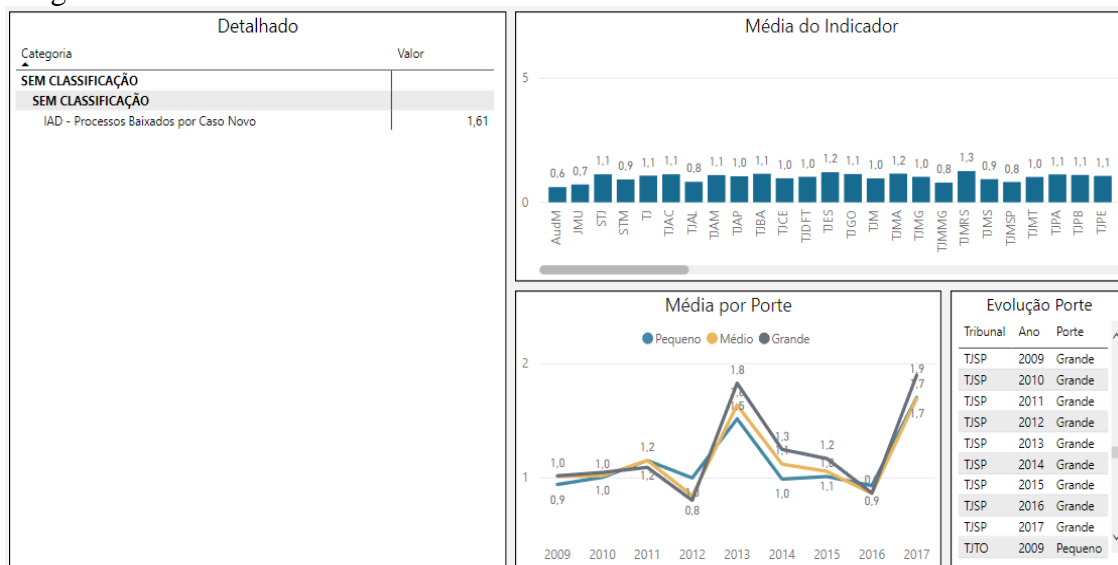 Detalhado
Categoria Valor
SEM CLASSIFICAÇÃO
SEM CLASSIFICAÇÃO
IAD - Processos Baixados por Caso Novo 1,61
Média do Indicador
5
0,6 0,7 1,1 0,9 1,1 1,1 0,8 1,1 1,0 1,1 1,0 1,0 1,2 1,1 1,0 1,2 1,0 0,8 1,3 0,9 0,8 1,0 1,1 1,1 1,1
0
AudM JMU STJ STM TJ TJAC TJAL TJAM TJAP TJBA TJCE TJDFT TJES TJGO TJM TJMA TJMG TJMMG TJMRS TJMS TJMSP TJMT TJPA TJPB TJPE
Média por Porte
Pequeno Médio Grande
2
1,8 1,9
1,5 1,7
1,2 1,3 1,2 1,7
1,0 1,0 1,1
1
0,9 1,0 1,2 0,8 1,0 1,1 0,9
2009 2010 2011 2012 2013 2014 2015 2016 2017
Evolução Porte
Tribunal Ano Porte
TJSP 2009 Grande
TJSP 2010 Grande
TJSP 2011 Grande
TJSP 2012 Grande
TJSP 2013 Grande
TJSP 2014 Grande
TJSP 2015 Grande
TJSP 2016 Grande
TJSP 2017 Grande
TJTO 2009 Pequeno